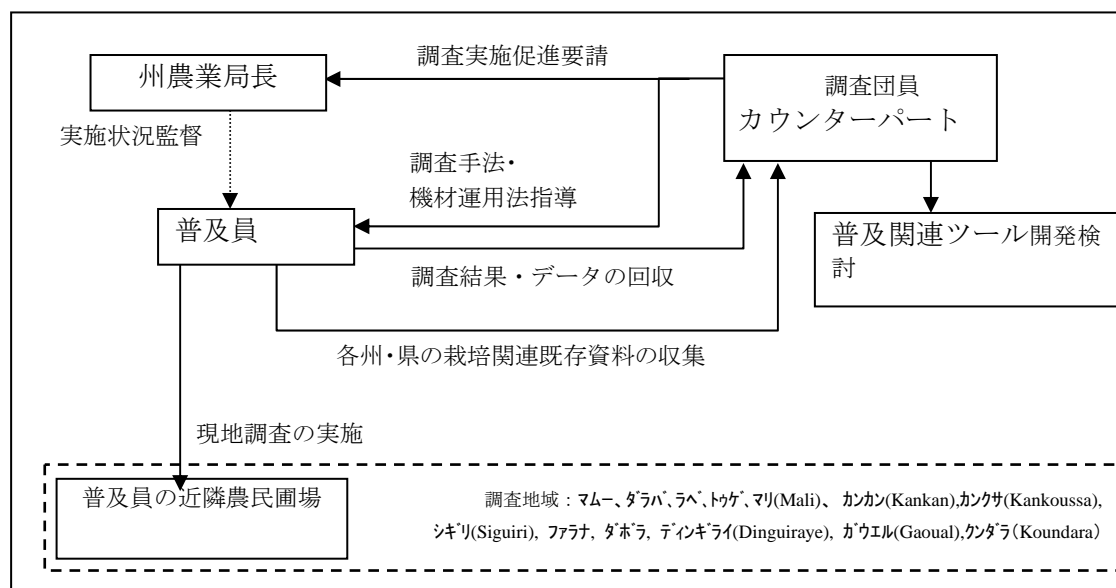 調査実施促進要請
州農業局長
調査団員
カウンターパート
実施状況監督
調査手法・
機材運用法指導
普及員
普及関連ツール開発検
討
調査結果・データの回収
各州・県の栽培関連既存資料の収集
現地調査の実施
普及員の近隣農民圃場
調査地域：ﾏﾑｰ、ﾀﾞﾗﾊﾞ、ﾗﾍﾞ、ﾄｩｹﾞ、ﾏﾘ(Mali)、 ｶﾝｶﾝ(Kankan),ｶﾝｸｻ(Kankoussa),
ｼｷﾞﾘ(Siguiri), ﾌｧﾗﾅ, ﾀﾞﾎﾞﾗ, ﾃﾞｨﾝｷﾞﾗｲ(Dinguiraye), ｶﾞｳｴﾙ(Gaoual),ｸﾝﾀﾞﾗ(Koundara)